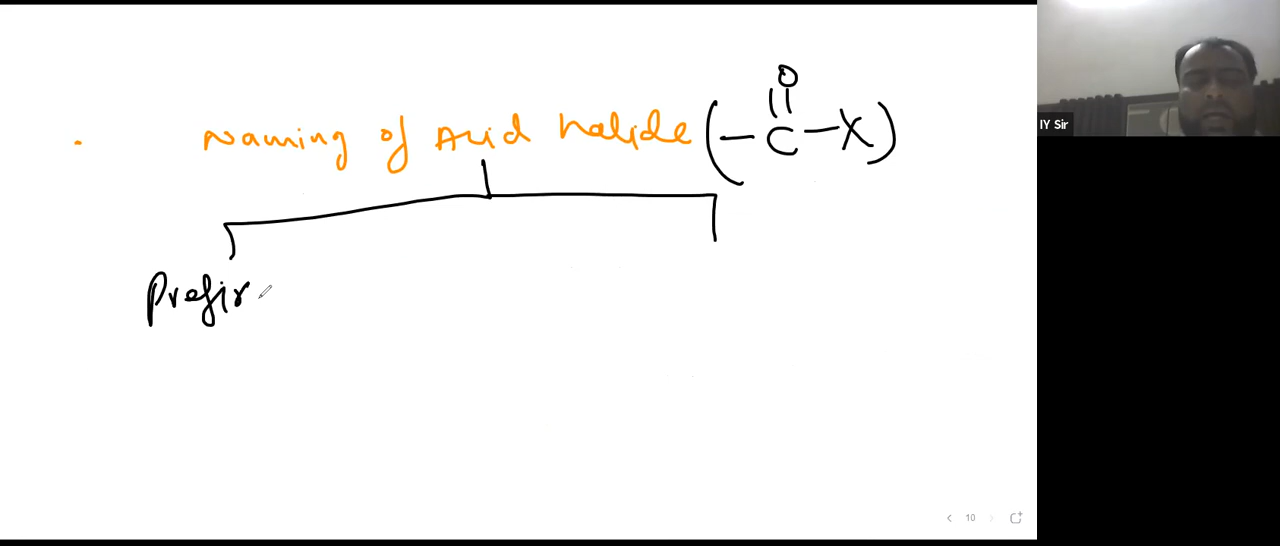 Naming of Acid halide (-C-X)
O
IY Sir
Prefix
10